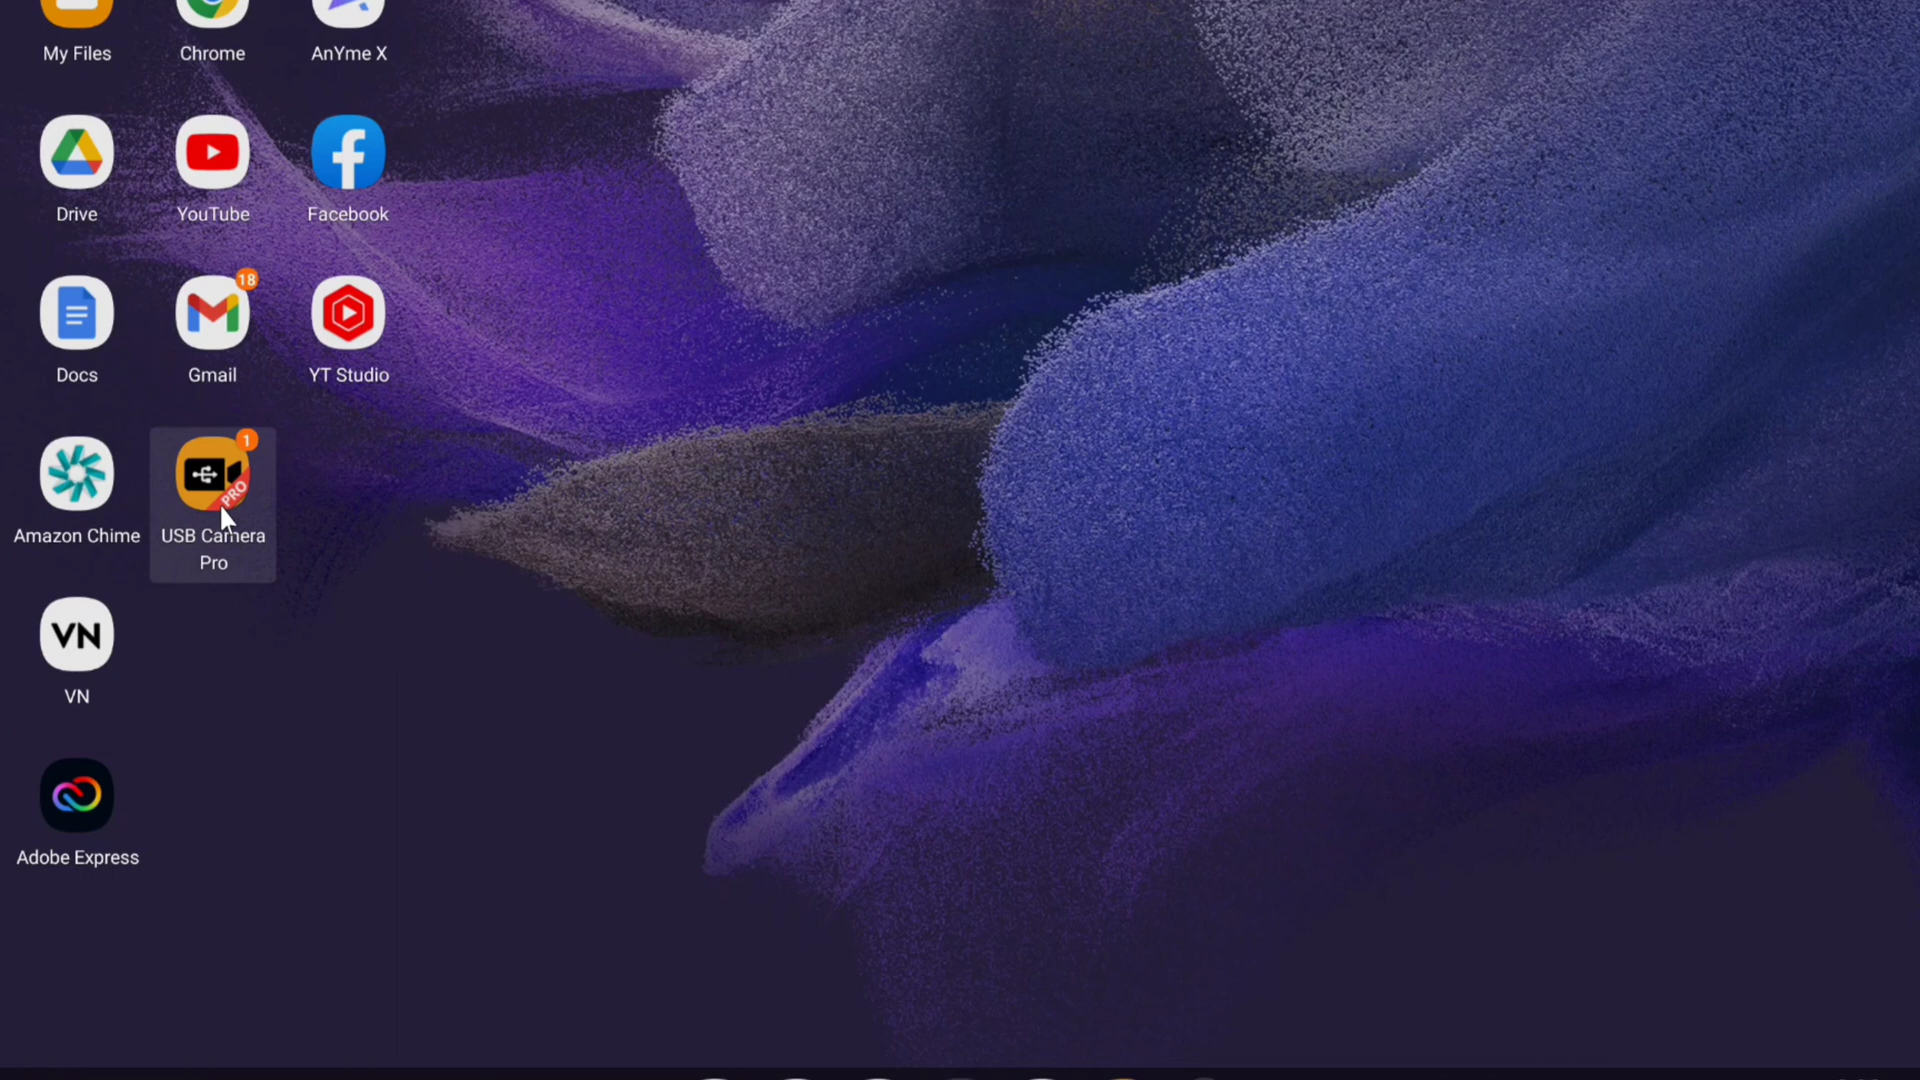 My Files Chrome AnYme X
Drive YouTube Facebook
18
Docs Gmail YT Studio
1
PRO
Amazon Chime USB Camera
Pro
VN
VN
Adobe Express